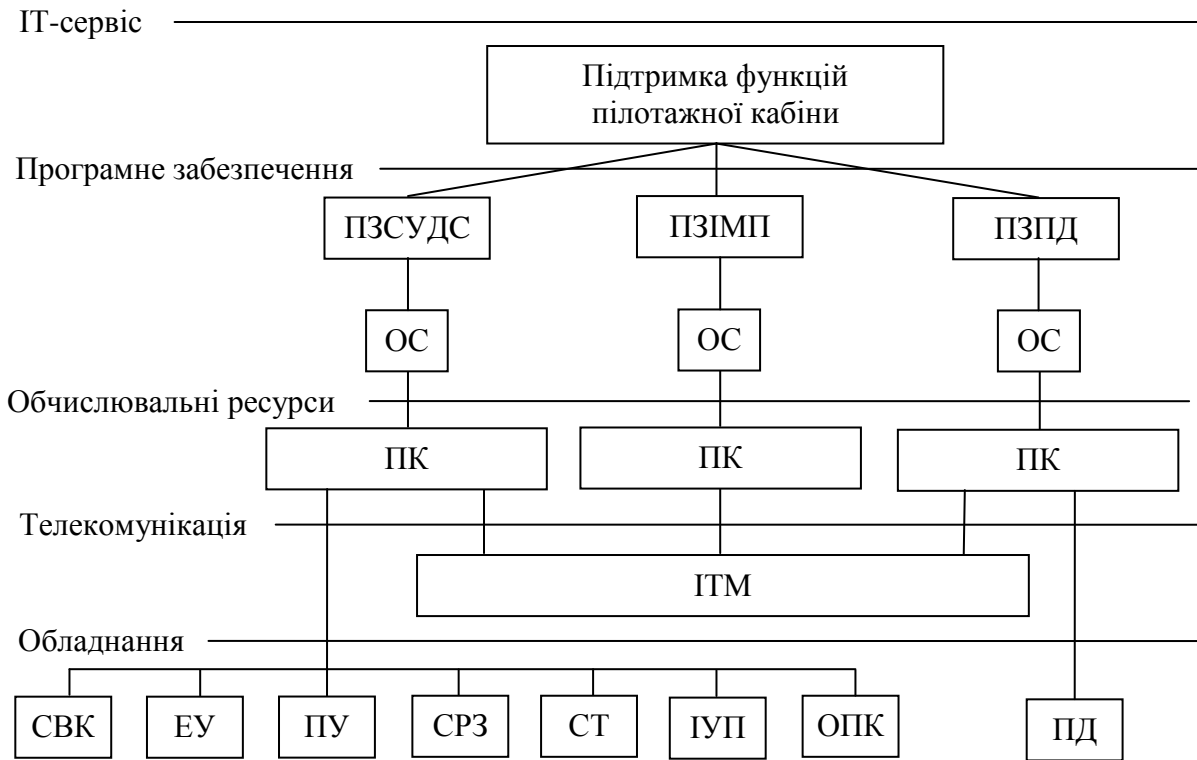 ІТ-сервіс
Підтримка функцій
пілотажної кабіни
Програмне забезпечення
ПЗСУДС
ПЗІМП
ПЗПД
ОС
ОС
ОС
Обчислювальні ресурси
ПК
ПК
ПК
Телекомунікація
ІТМ
Обладнання
СВК
ЕУ
ПУ
СРЗ
СТ
ІУП
ОПК
ПД